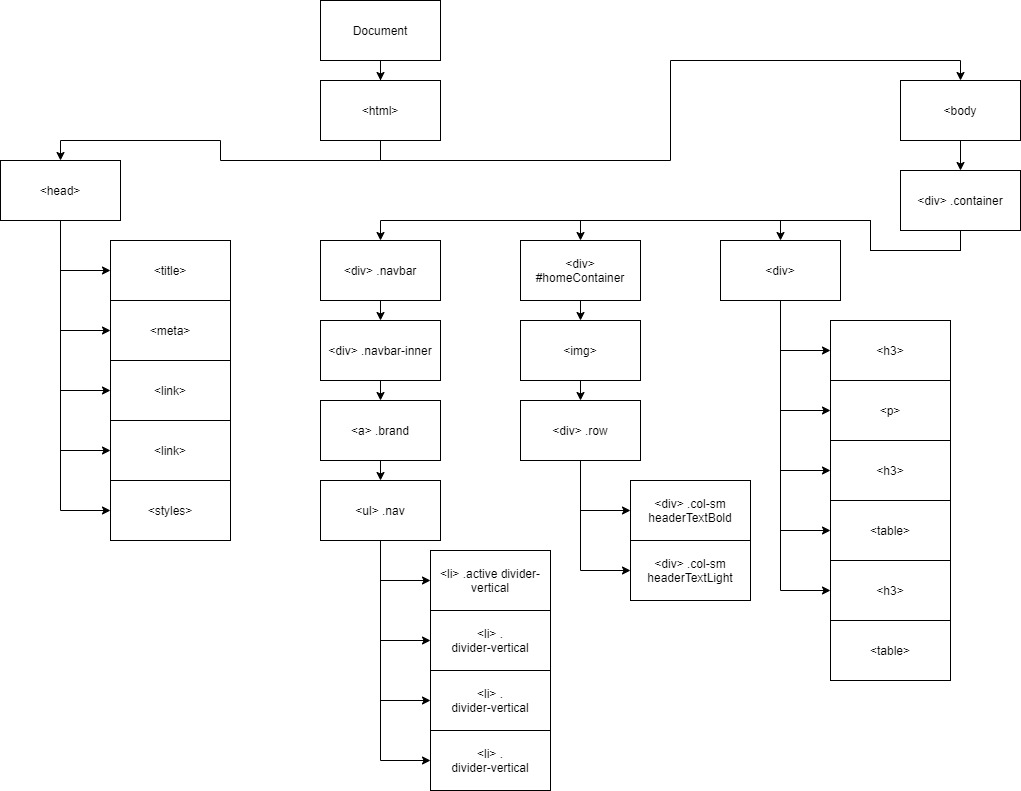 Document
<html>
<body
<head>
<div> .container
<title>
<meta>
<link>
<link>
<styles>
<div> .navbar
<div> .navbar-inner
<a> .brand
<ul> .nav
<li> .active divider-
vertical
<li> .
divider-vertical
<li> .
divider-vertical
<li> .
divider-vertical
<div>
#homeContainer
<img>
<div> .row
<div> .col-sm
headerTextBold
<div> .col-sm
headerTextLight
<div>
<h3>
<p>
<h3>
<table>
<h3>
<table>